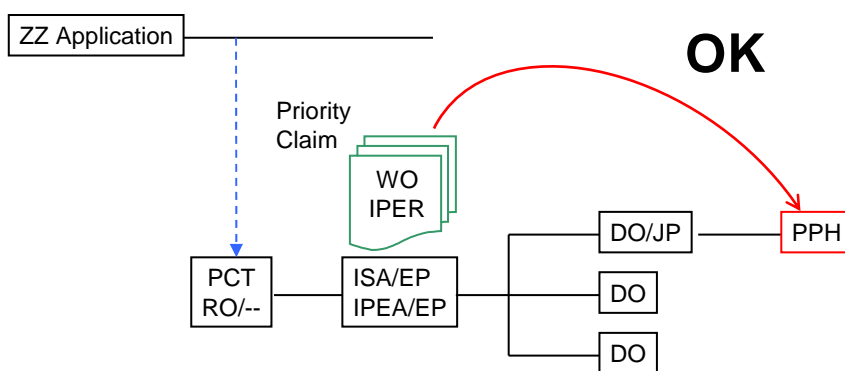 ZZ Application
OK
Priority
Claim
WO
IPER
DO/JP
PPH
PCT
RO/--
ISA/EP
IPEA/EP
DO
DO